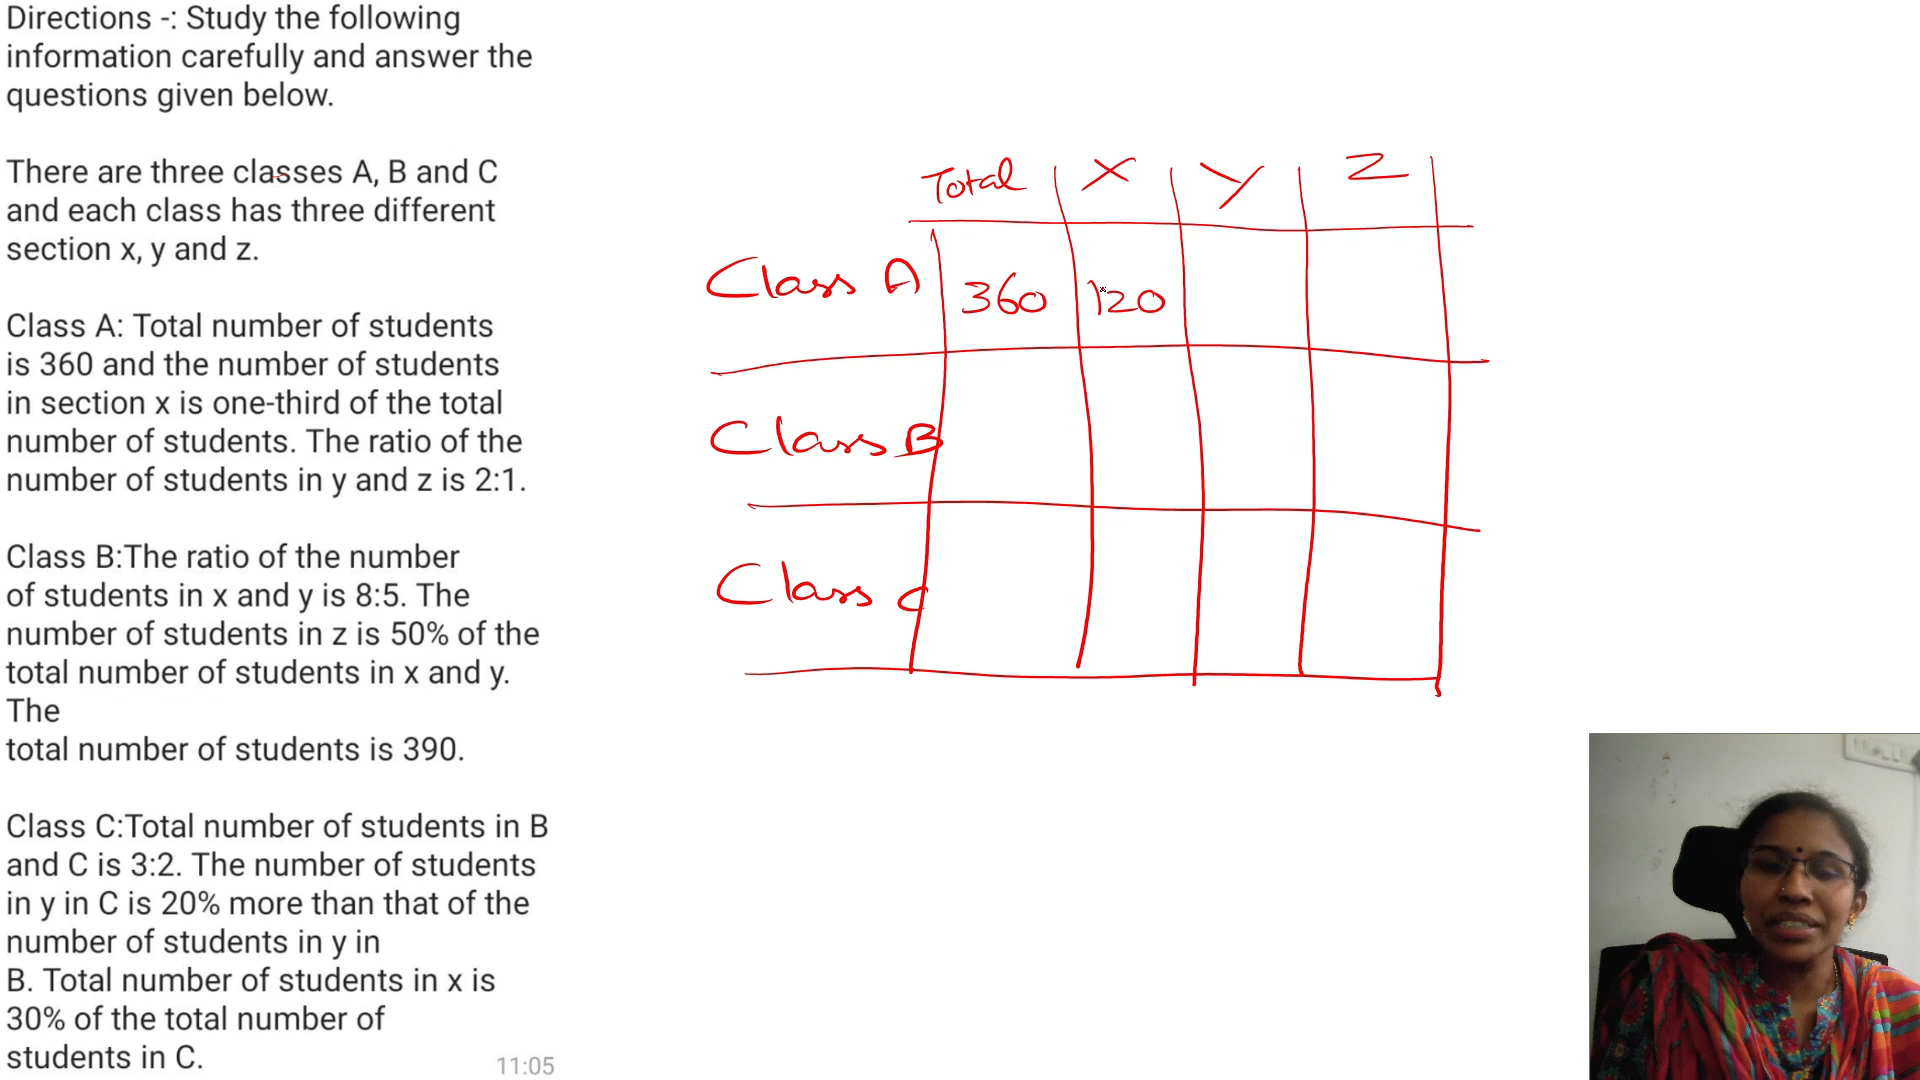 Directions -: Study the following
information carefully and answer the
questions given below.
There are three classes A, B and C
and each class has three different
section x, y and z.
Class A: Total number of students
is 360 and the number of students
in section x is one-third of the total
number of students. The ratio of the
number of students in y and z is 2:1.
Class B:The ratio of the number
of students in x and y is 8:5. The
number of students in z is 50% of the
total number of students in x and y.
The
total number of students is 390.
Class C:Total number of students in B
and C is 3:2. The number of students
in y in C is 20% more than that of the
number of students in y in
B. Total number of students in x is
30% of the total number of
students in C.
11:05
Total X Y Z
Class A 360 120
Class B
Class C